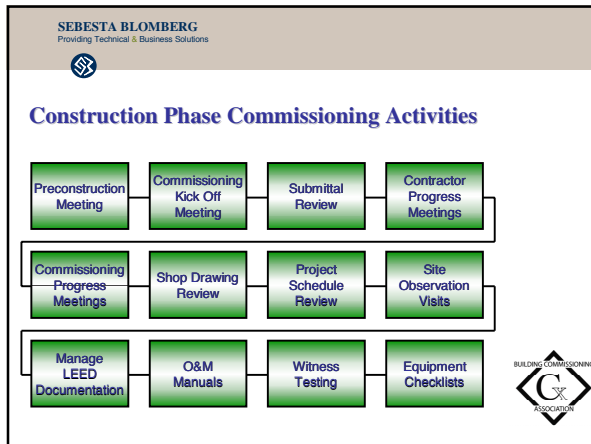 SEBESTA BLOMBERG
Providing Technical & Business Solutions
SB
Construction Phase Commissioning Activities
Preconstruction
Meeting
Commissioning
Kick Off
Meeting
Submittal
Review
Contractor
Progress
Meetings
Commissioning
Progress
Meetings
Shop Drawing
Review
Project
Schedule
Review
Site
Observation
Visits
Manage
LEED
Documentation
O&M
Manuals
Witness
Testing
Equipment
Checklists
BUILDING COMMISSIONING
Cx
ASSOCIATION